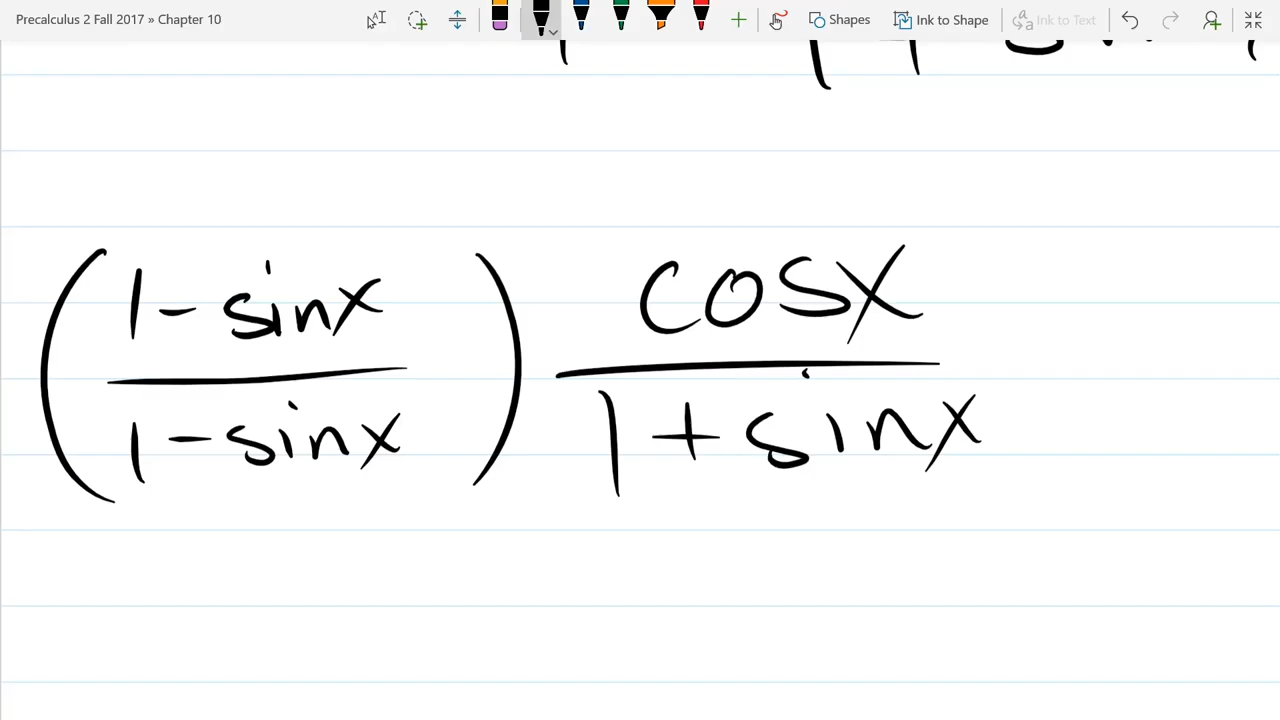 Precalculus 2 Fall 2017 » Chapter 10
Shapes
Ink to Shape
Ink to Text
(1 - sinx / 1 - sinx) cosx / 1 + sinx